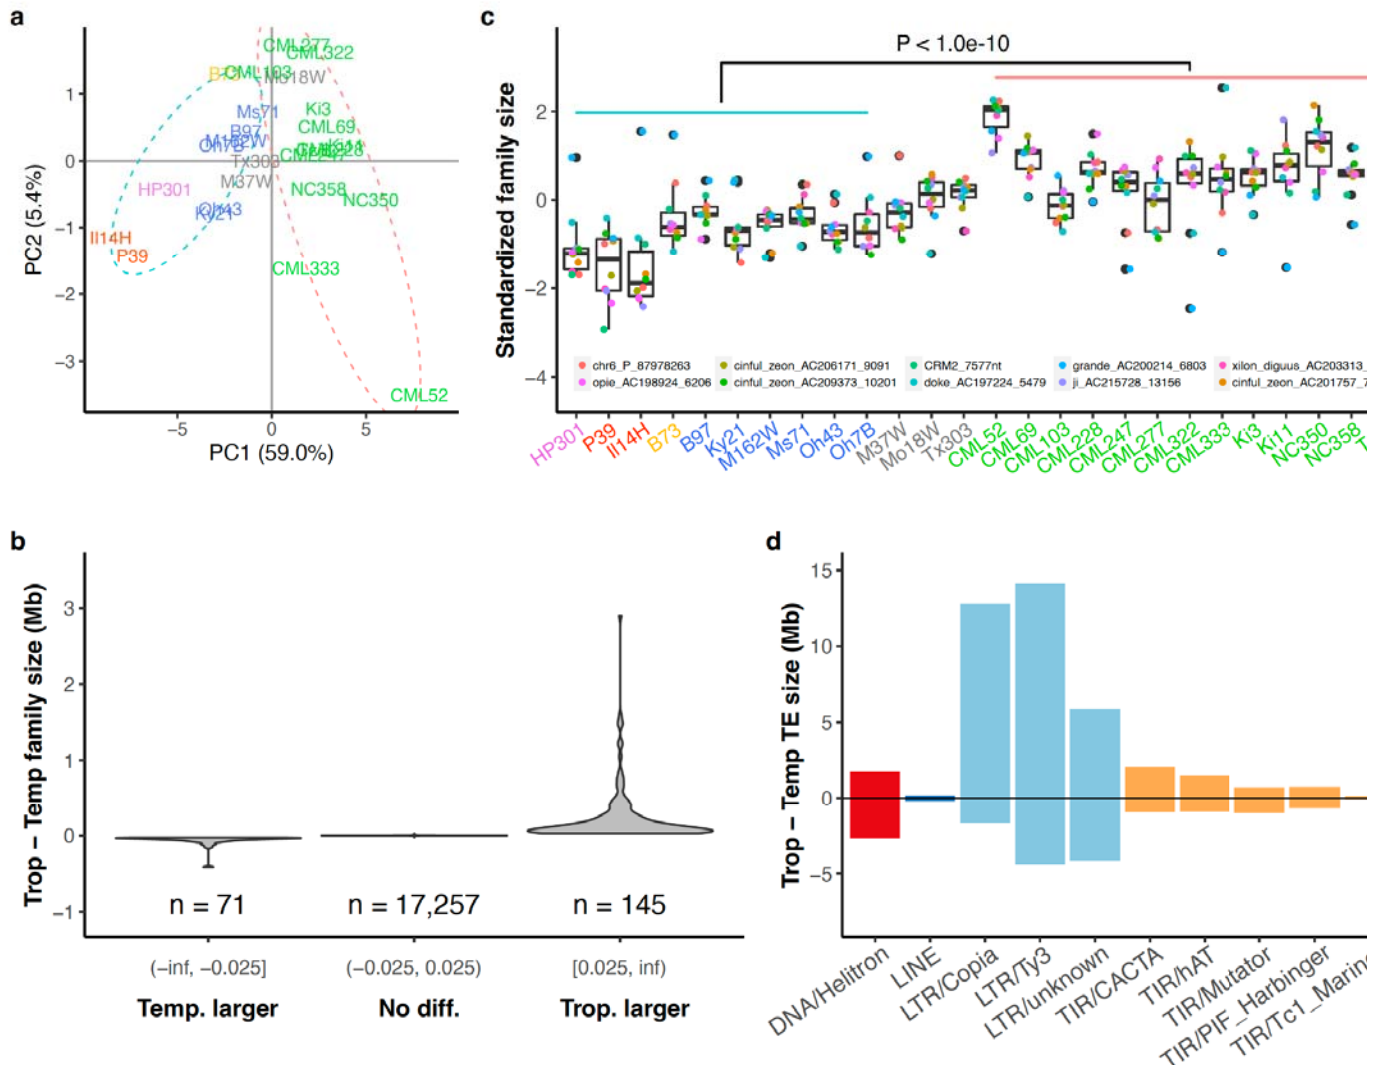 a
CML277
CML322
B73
CML103
Mo18W
Ms71
Ki3
CML69
B97
M162W
Oh7B
Ki11
CML228
CML247
Tx303
M37W
HP301
NC358
NC350
Oh43
Ky21
Il14H
P39
CML333
CML52
1
0
−1
−2
−3
PC2 (5.4%)
−5
0
5
PC1 (59.0%)
c
P < 1.0e-10
2
0
−2
−4
Standardized family size
chr6_P_87978263
cinful_zeon_AC206171_9091
CRM2_7577nt
grande_AC200214_6803
xilon_diguus_AC203313_
opie_AC198924_6206
cinful_zeon_AC209373_10201
doke_AC197224_5479
ji_AC215728_13156
cinful_zeon_AC201757_7
HP301
P39
Il14H
B73
B97
Ky21
M162W
Ms71
Oh43
Oh7B
M37W
Mo18W
Tx303
CML52
CML69
CML103
CML228
CML247
CML277
CML322
CML333
Ki3
Ki11
NC350
NC358
T
b
3
2
1
0
−1
Trop − Temp family size (Mb)
n = 71
n = 17,257
n = 145
(−inf, −0.025]
(−0.025, 0.025)
[0.025, inf)
Temp. larger
No diff.
Trop. larger
d
15
10
5
0
−5
Trop − Temp TE size (Mb)
DNA/Helitron
LINE
LTR/Copia
LTR/Ty3
LTR/unknown
TIR/CACTA
TIR/hAT
TIR/Mutator
TIR/PIF_Harbinger
TIR/Tc1_Marine